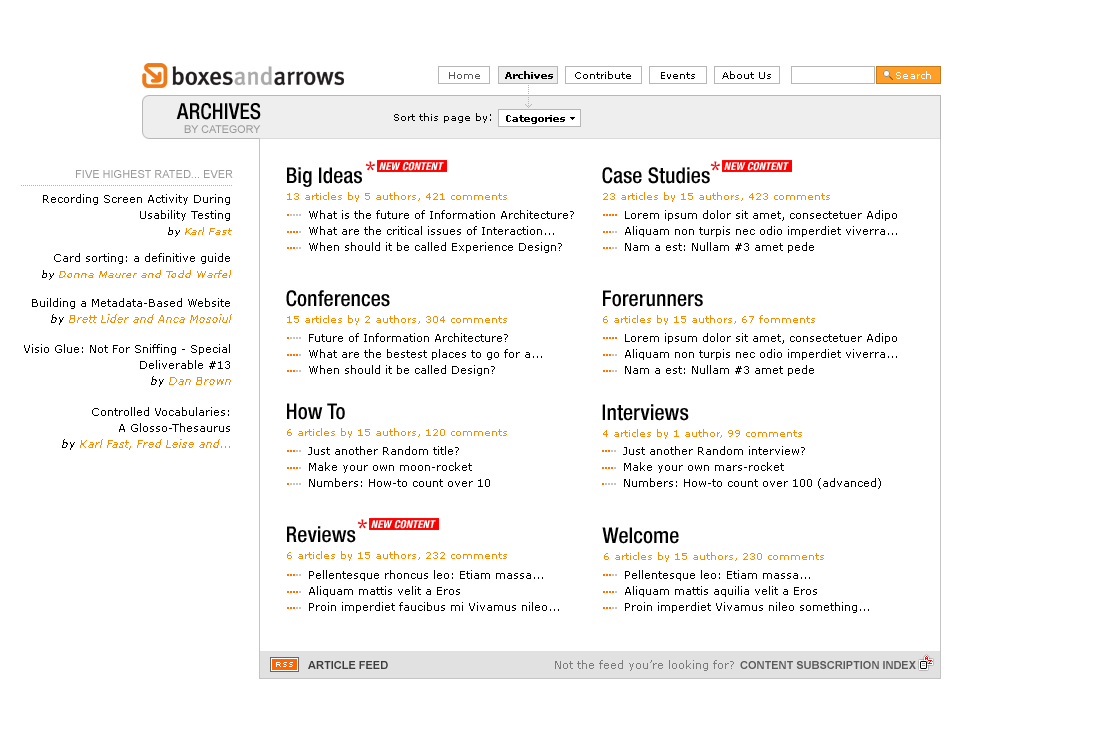 boxesandarrows
Home Archives Contribute Events About Us Search
ARCHIVES
BY CATEGORY
Sort this page by: Categories
FIVE HIGHEST RATED... EVER
Recording Screen Activity During
Usability Testing
by Karl Fast
Card sorting: a definitive guide
by Donna Maurer and Todd Warfel
Building a Metadata-Based Website
by Brett Lider and Anca Mosoiul
Visio Glue: Not For Sniffing - Special
Deliverable #13
by Dan Brown
Controlled Vocabularies:
A Glosso-Thesaurus
by Karl Fast, Fred Leise and...
Big Ideas * NEW CONTENT
13 articles by 5 authors, 421 comments
What is the future of Information Architecture?
What are the critical issues of Interaction...
When should it be called Experience Design?
Case Studies * NEW CONTENT
23 articles by 15 authors, 423 comments
Lorem ipsum dolor sit amet, consectetuer Adipo
Aliquam non turpis nec odio imperdiet viverra...
Nam a est: Nullam #3 amet pede
Conferences
15 articles by 2 authors, 304 comments
Future of Information Architecture?
What are the bestest places to go for a...
When should it be called Design?
Forerunners
6 articles by 15 authors, 67 fomments
Lorem ipsum dolor sit amet, consectetuer Adipo
Aliquam non turpis nec odio imperdiet viverra...
Nam a est: Nullam #3 amet pede
How To
6 articles by 15 authors, 120 comments
Just another Random title?
Make your own moon-rocket
Numbers: How-to count over 10
Interviews
4 articles by 1 author, 99 comments
Just another Random interview?
Make your own mars-rocket
Numbers: How-to count over 100 (advanced)
Reviews * NEW CONTENT
6 articles by 15 authors, 232 comments
Pellentesque rhoncus leo: Etiam massa...
Aliquam mattis velit a Eros
Proin imperdiet faucibus mi Vivamus nileo...
Welcome
6 articles by 15 authors, 230 comments
Pellentesque leo: Etiam massa...
Aliquam mattis aquilia velit a Eros
Proin imperdiet Vivamus nileo something...
RSS ARTICLE FEED
Not the feed you're looking for? CONTENT SUBSCRIPTION INDEX